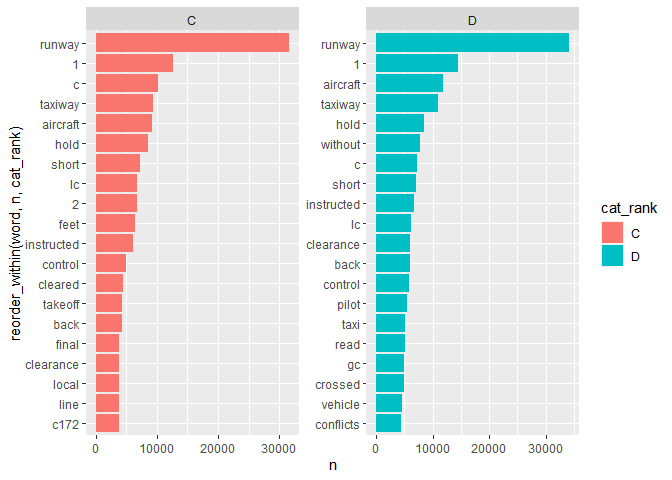 C
D
reorder_within(word, n, cat_rank)
runway
1
c
taxiway
aircraft
hold
short
lc
2
feet
instructed
control
cleared
takeoff
back
final
clearance
local
line
c172
0
10000
20000
30000
runway
1
aircraft
taxiway
hold
without
c
short
instructed
lc
clearance
back
control
pilot
taxi
read
gc
crossed
vehicle
conflicts
0
10000
20000
30000
n
cat_rank
C
D